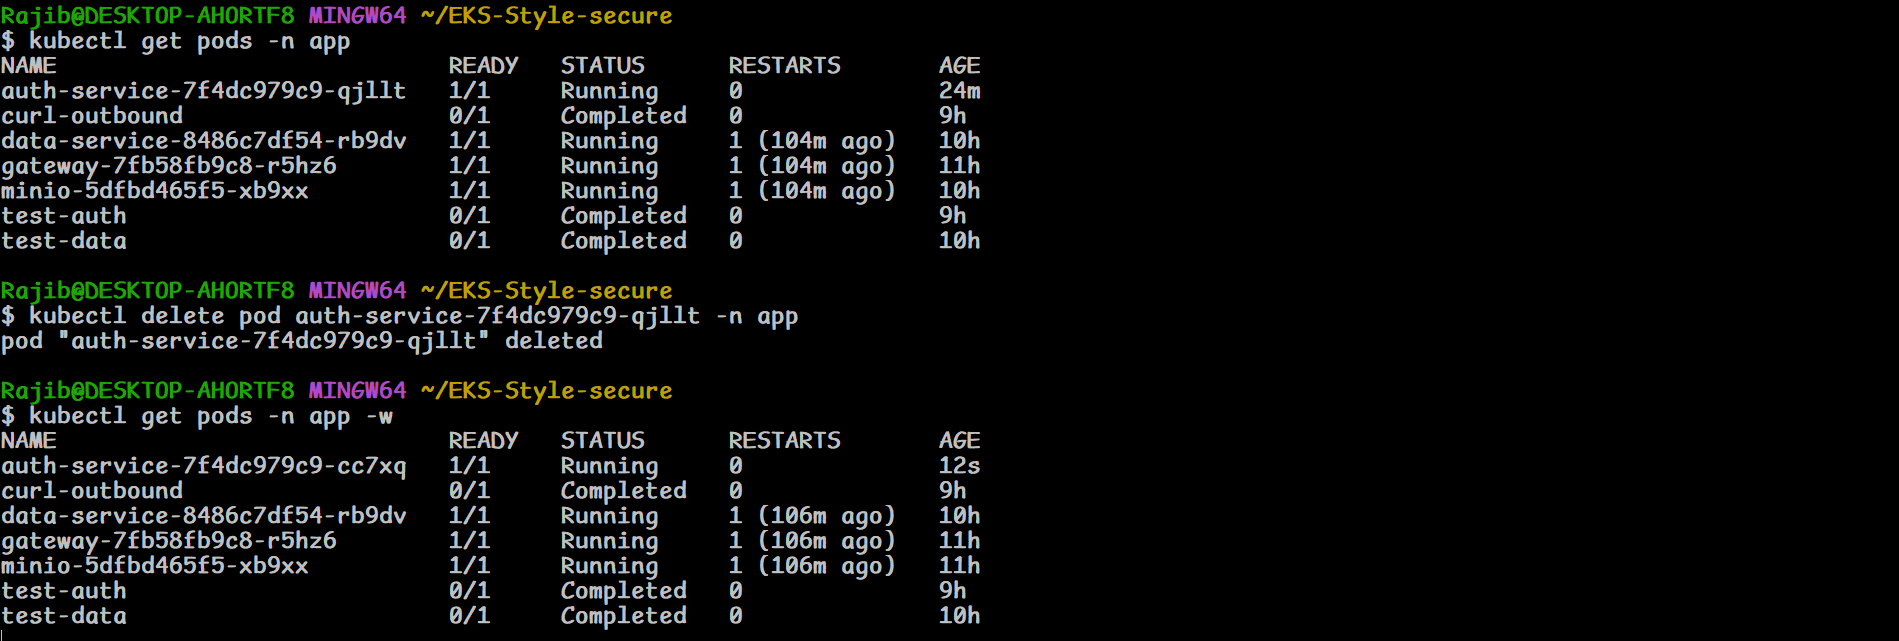 Rajib@DESKTOP-AHORTF8 MINGW64 ~/EKS-Style-secure
$ kubectl get pods -n app
NAME                            READY   STATUS      RESTARTS       AGE
auth-service-7f4dc979c9-qjllt   1/1     Running     0              24m
curl-outbound                   0/1     Completed   0              9h
data-service-8486c7df54-rb9dv   1/1     Running     1 (104m ago)   10h
gateway-7fb58fb9c8-r5hz6        1/1     Running     1 (104m ago)   11h
minio-5dfbd465f5-xb9xx          1/1     Running     1 (104m ago)   10h
test-auth                       0/1     Completed   0              9h
test-data                       0/1     Completed   0              10h
Rajib@DESKTOP-AHORTF8 MINGW64 ~/EKS-Style-secure
$ kubectl delete pod auth-service-7f4dc979c9-qjllt -n app
pod "auth-service-7f4dc979c9-qjllt" deleted
Rajib@DESKTOP-AHORTF8 MINGW64 ~/EKS-Style-secure
$ kubectl get pods -n app -w
NAME                            READY   STATUS      RESTARTS       AGE
auth-service-7f4dc979c9-cc7xq   1/1     Running     0              12s
curl-outbound                   0/1     Completed   0              9h
data-service-8486c7df54-rb9dv   1/1     Running     1 (106m ago)   10h
gateway-7fb58fb9c8-r5hz6        1/1     Running     1 (106m ago)   11h
minio-5dfbd465f5-xb9xx          1/1     Running     1 (106m ago)   11h
test-auth                       0/1     Completed   0              9h
test-data                       0/1     Completed   0              10h